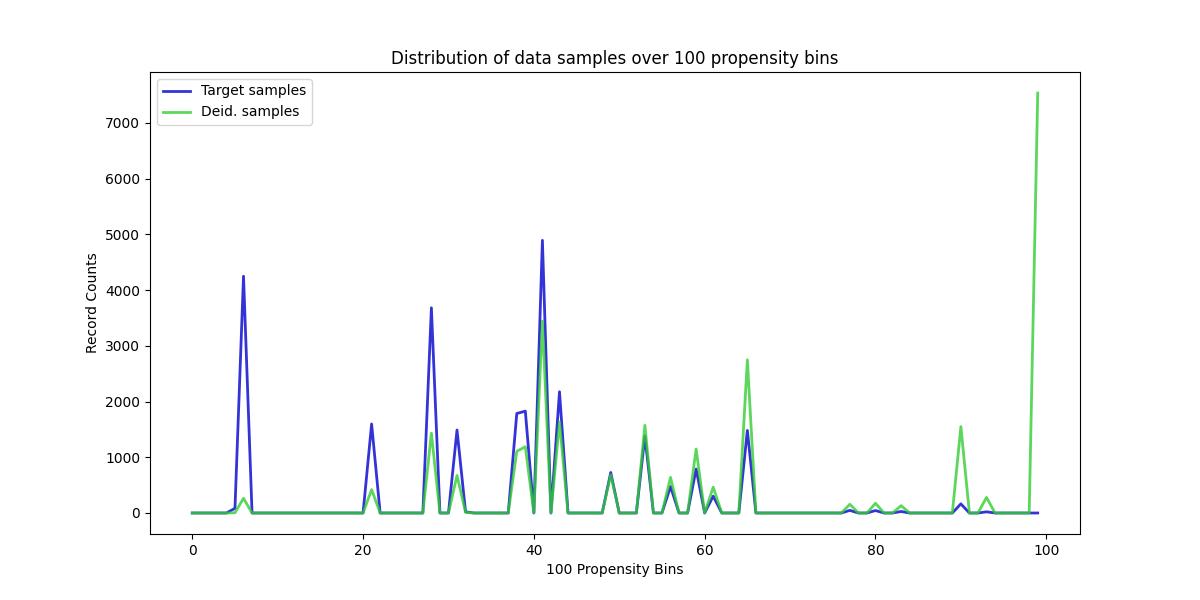 Distribution of data samples over 100 propensity bins
Target samples
Deid. samples
7000
6000
5000
4000
3000
2000
1000
0
Record Counts
0 20 40 60 80 100
100 Propensity Bins